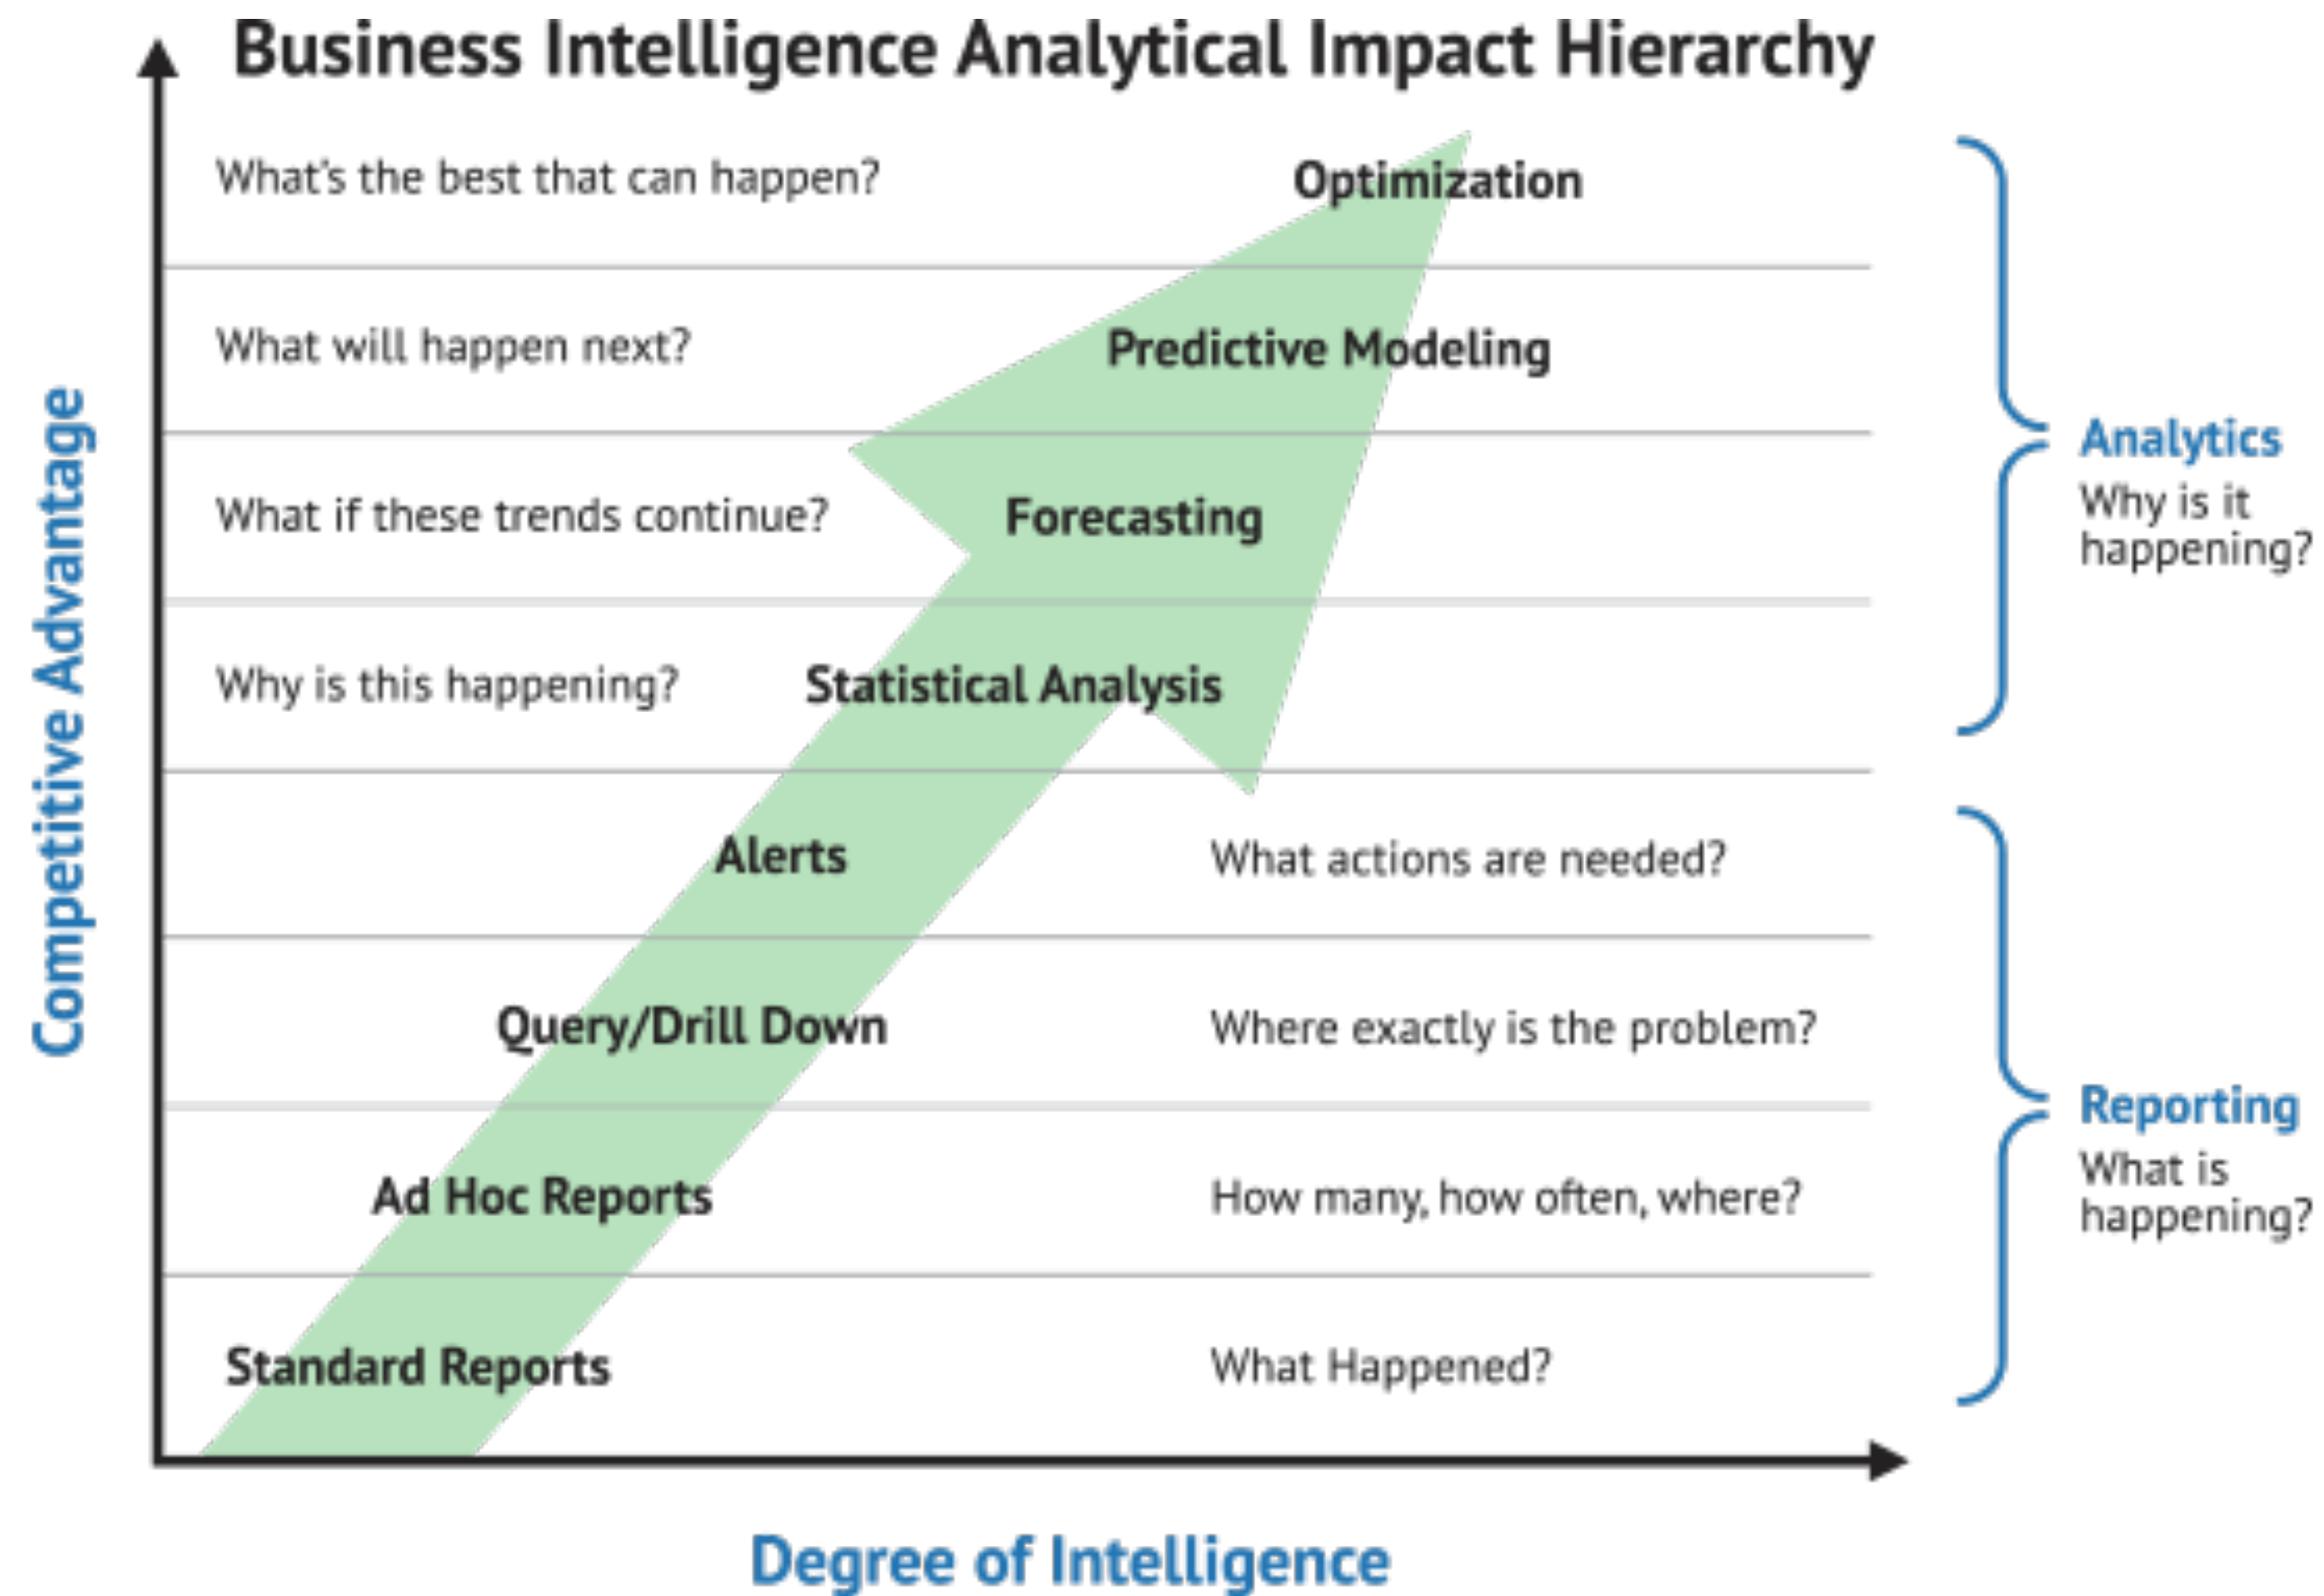 Business Intelligence Analytical Impact Hierarchy
What's the best that can happen?
Optimization
What will happen next?
Predictive Modeling
What if these trends continue?
Forecasting
Why is this happening?
Statistical Analysis
Analytics
Why is it
happening?
Alerts
What actions are needed?
Query/Drill Down
Where exactly is the problem?
Ad Hoc Reports
How many, how often, where?
Standard Reports
What Happened?
Reporting
What is
happening?
Competitive Advantage
Degree of Intelligence